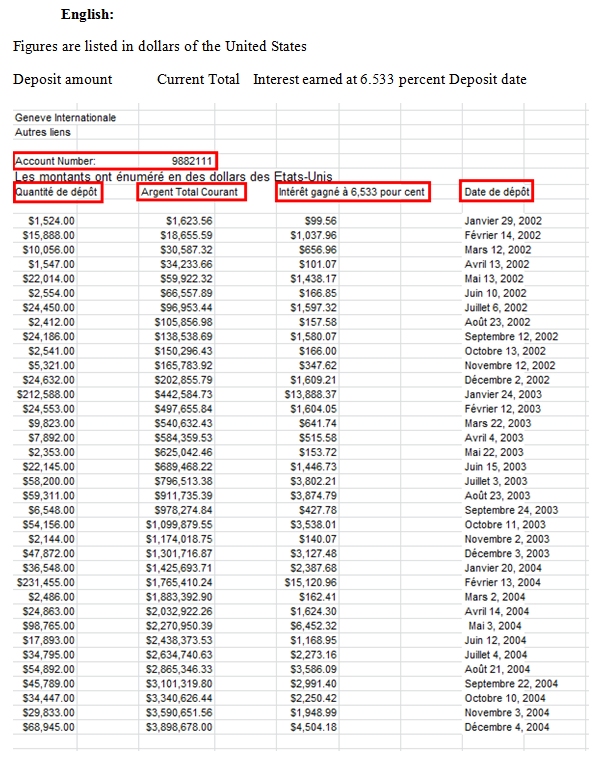 English:
Figures are listed in dollars of the United States
Deposit amount Current Total Interest earned at 6.533 percent Deposit date
Geneve Internationale
Autres liens
Account Number: 9882111
Les montants ont énuméré en des dollars des Etats-Unis
Quantité de dépôt Argent Total Courant Intérêt gagné à 6,533 pour cent Date de dépôt
$1,524.00 $1,623.56 $99.56 Janvier 29, 2002
$15,888.00 $18,655.59 $1,037.96 Février 14, 2002
$10,056.00 $30,587.32 $656.96 Mars 12, 2002
$1,547.00 $34,233.66 $101.07 Avril 13, 2002
$22,014.00 $59,922.32 $1,438.17 Mai 13, 2002
$2,554.00 $66,557.89 $166.85 Juin 10, 2002
$24,450.00 $96,953.44 $1,597.32 Juillet 6, 2002
$2,412.00 $105,856.98 $157.58 Août 23, 2002
$24,186.00 $138,538.69 $1,580.07 Septembre 12, 2002
$2,541.00 $150,296.43 $166.00 Octobre 13, 2002
$5,321.00 $165,783.92 $347.62 Novembre 12, 2002
$24,632.00 $202,855.79 $1,609.21 Décembre 2, 2002
$212,588.00 $442,584.73 $13,888.37 Janvier 24, 2003
$24,553.00 $497,655.84 $1,604.05 Février 12, 2003
$9,823.00 $540,632.43 $641.74 Mars 22, 2003
$7,892.00 $584,359.53 $515.58 Avril 4, 2003
$2,353.00 $625,042.46 $153.72 Mai 22, 2003
$22,145.00 $689,468.22 $1,446.73 Juin 15, 2003
$58,200.00 $796,513.38 $3,802.21 Juillet 3, 2003
$59,311.00 $911,735.39 $3,874.79 Août 23, 2003
$6,548.00 $978,274.84 $427.78 Septembre 24, 2003
$54,156.00 $1,099,879.55 $3,538.01 Octobre 11, 2003
$2,144.00 $1,174,018.75 $140.07 Novembre 2, 2003
$47,872.00 $1,301,716.87 $3,127.48 Décembre 3, 2003
$36,548.00 $1,425,693.71 $2,387.68 Janvier 20, 2004
$231,455.00 $1,765,410.24 $15,120.96 Février 13, 2004
$2,486.00 $1,883,392.90 $162.41 Mars 2, 2004
$24,863.00 $2,032,922.26 $1,624.30 Avril 14, 2004
$98,765.00 $2,270,950.39 $6,452.32 Mai 3, 2004
$17,893.00 $2,438,373.53 $1,168.95 Juin 12, 2004
$34,795.00 $2,634,740.63 $2,273.16 Juillet 4, 2004
$54,892.00 $2,865,346.33 $3,586.09 Août 21, 2004
$45,789.00 $3,101,319.80 $2,991.40 Septembre 22, 2004
$34,447.00 $3,340,626.44 $2,250.42 Octobre 10, 2004
$29,833.00 $3,590,651.56 $1,948.99 Novembre 3, 2004
$68,945.00 $3,898,678.00 $4,504.18 Décembre 4, 2004